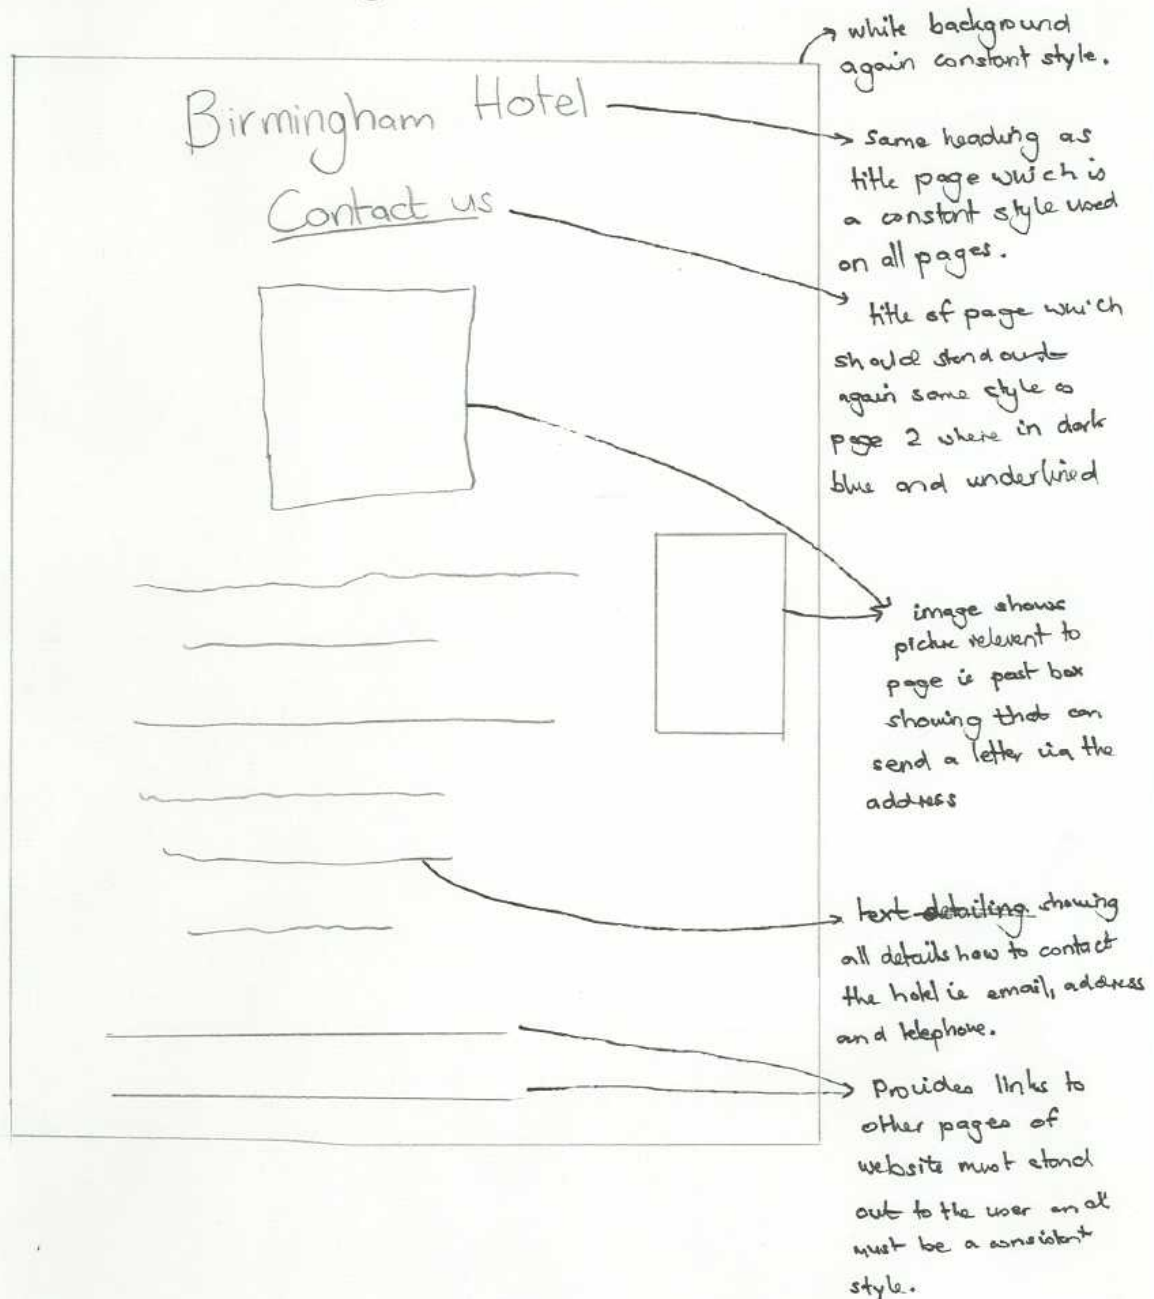 white background
again constant style.
Birmingham Hotel
same heading as
title page which is
a constant style used
on all pages.
Contact us
title of page which
should stand out
again same style as
page 2 where in dark
blue and underlined
image shows
picture relevent to
page ie post box
showing that can
send a letter via the
address
text detailing showing
all details how to contact
the hotel ie email, address
and telephone.
Provides links to
other pages of
website must stand
out to the user and
must be a consistent
style.